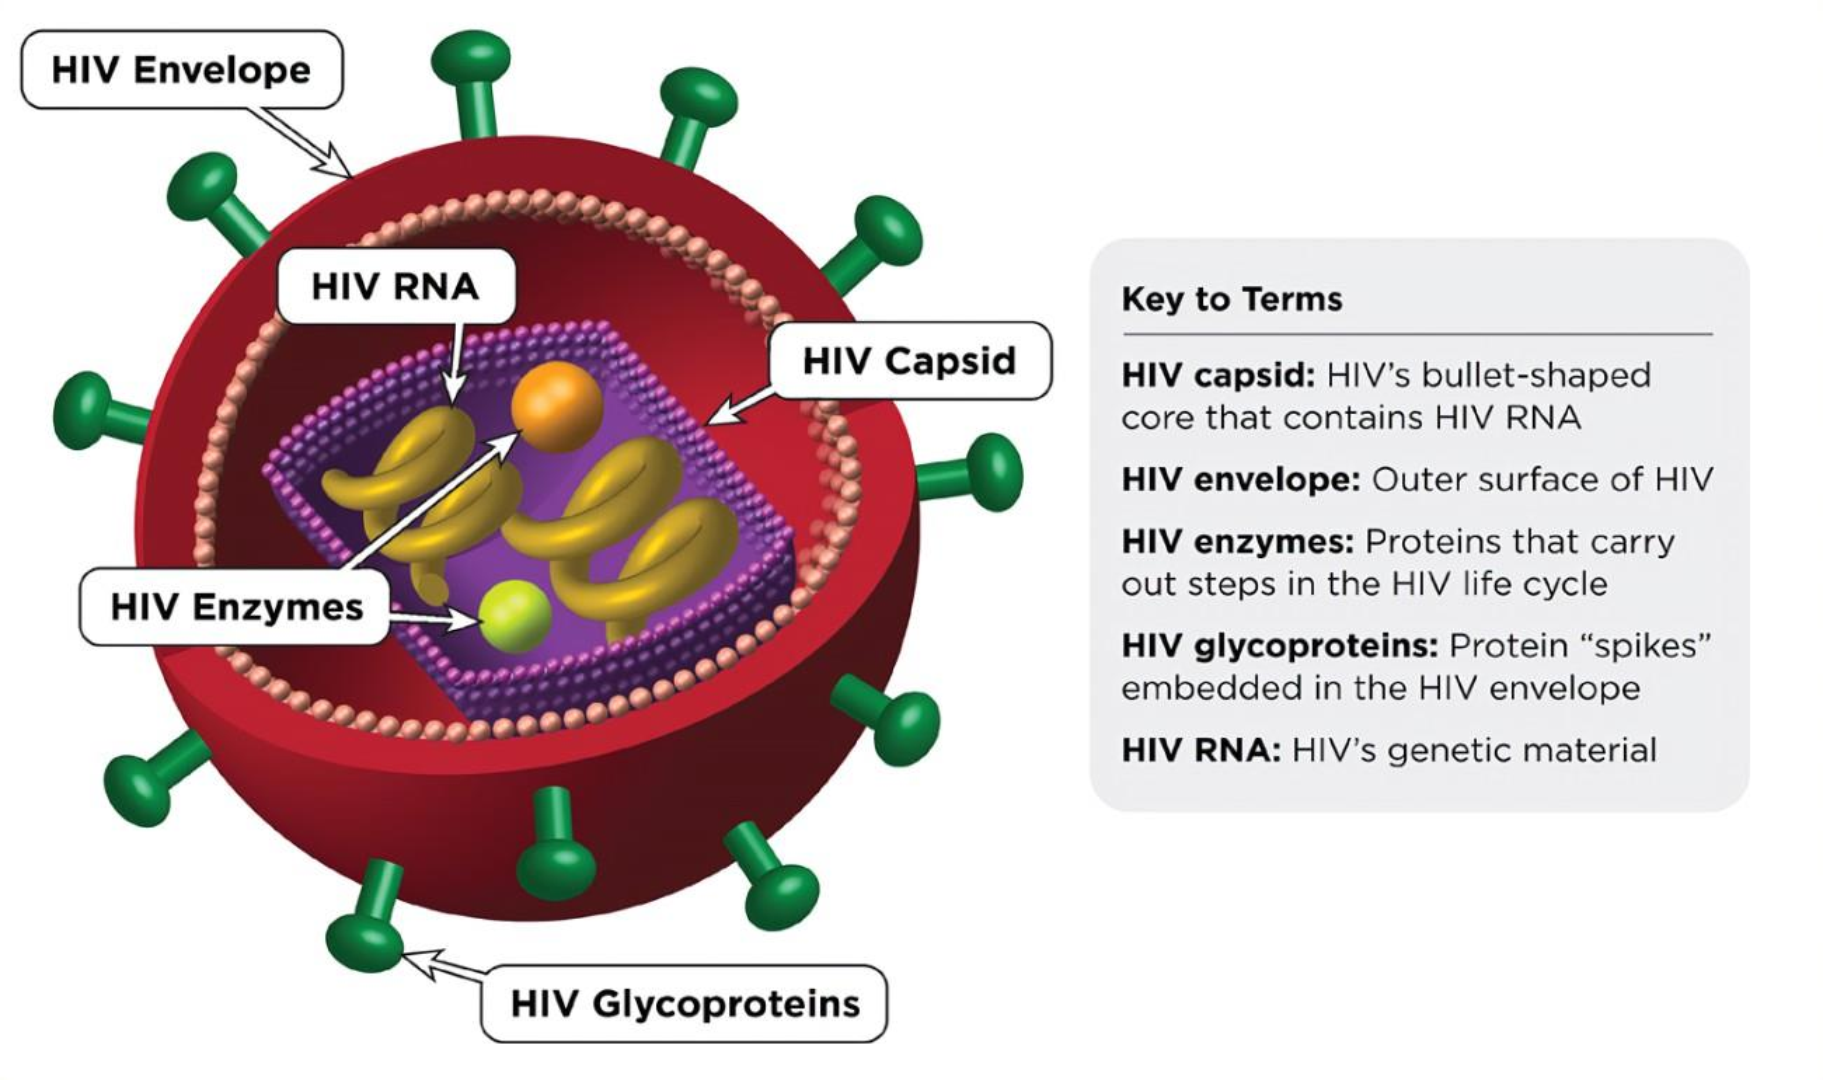 HIV Envelope
HIV RNA
HIV Capsid
HIV Enzymes
HIV Glycoproteins
Key to Terms
HIV capsid: HIV’s bullet-shaped
core that contains HIV RNA
HIV envelope: Outer surface of HIV
HIV enzymes: Proteins that carry
out steps in the HIV life cycle
HIV glycoproteins: Protein “spikes”
embedded in the HIV envelope
HIV RNA: HIV’s genetic material